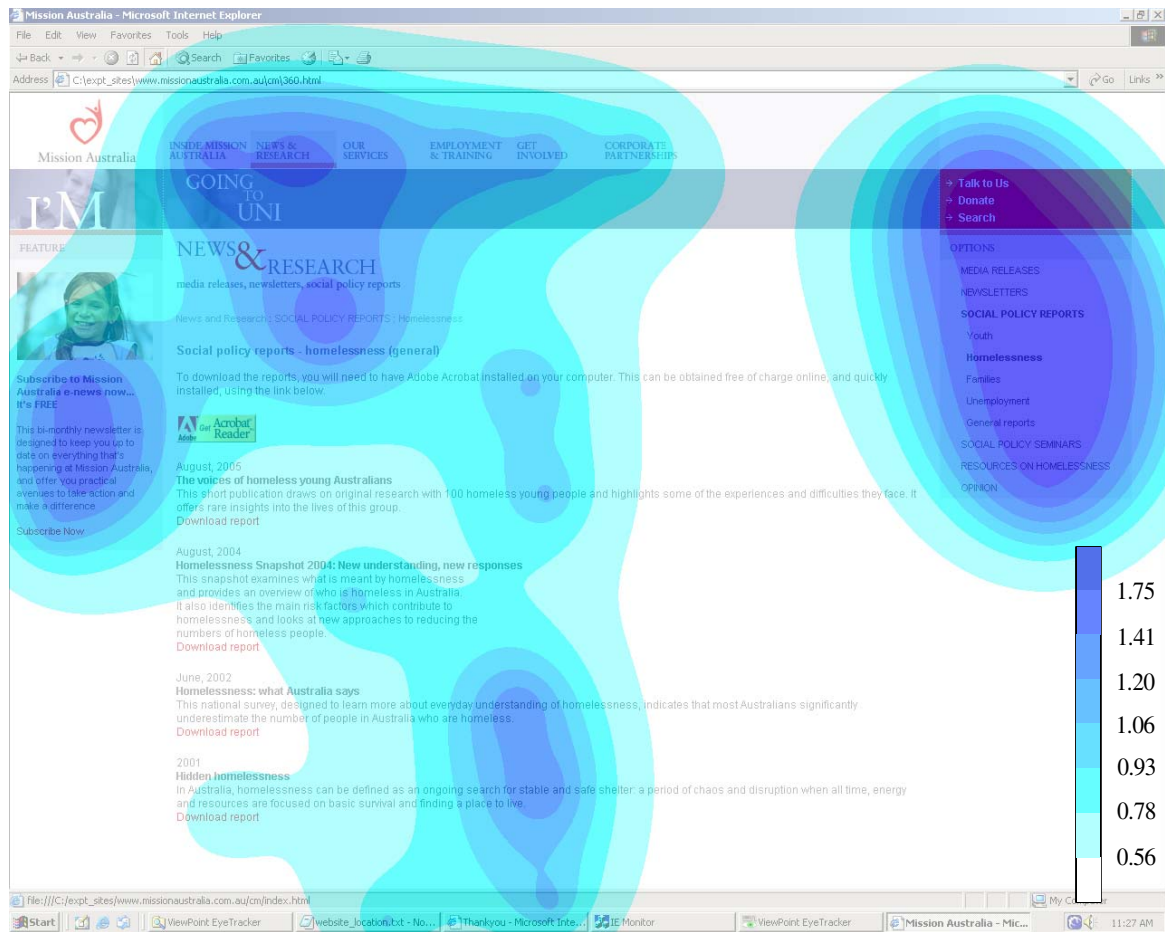 Mission Australia - Microsoft Internet Explorer
File Edit View Favorites Tools Help
Back Search Favorites
Address C:\expt_sites\www.missionaustralia.com.au\cm\360.html Go Links »
Mission Australia
INSIDE MISSION AUSTRALIA NEWS & RESEARCH OUR SERVICES EMPLOYMENT & TRAINING GET INVOLVED CORPORATE PARTNERSHIPS
I'M
GOING
TO
UNI
Talk to Us
Donate
Search
FEATURE
Subscribe to Mission
Australia e-news now...
It's FREE
This bi-monthly newsletter is
designed to keep you up to
date on everything that's
happening at Mission Australia,
and offer you practical
avenues to take action and
make a difference
Subscribe Now
NEWS & RESEARCH
media releases, newsletters, social policy reports
News and Research : SOCIAL POLICY REPORTS : Homelessness
Social policy reports - homelessness (general)
To download the reports, you will need to have Adobe Acrobat installed on your computer. This can be obtained free of charge online, and quickly
installed, using the link below.
Adobe Get Acrobat Reader
August, 2005
The voices of homeless young Australians
This short publication draws on original research with 100 homeless young people and highlights some of the experiences and difficulties they face. It
offers rare insights into the lives of this group.
Download report
August, 2004
Homelessness Snapshot 2004: New understanding, new responses
This snapshot examines what is meant by homelessness
and provides an overview of who is homeless in Australia.
It also identifies the main risk factors which contribute to
homelessness and looks at new approaches to reducing the
numbers of homeless people.
Download report
June, 2002
Homelessness: what Australia says
This national survey, designed to learn more about everyday understanding of homelessness, indicates that most Australians significantly
underestimate the number of people in Australia who are homeless.
Download report
2001
Hidden homelessness
In Australia, homelessness can be defined as an ongoing search for stable and safe shelter: a period of chaos and disruption when all time, energy
and resources are focused on basic survival and finding a place to live.
Download report
OPTIONS
MEDIA RELEASES
NEWSLETTERS
SOCIAL POLICY REPORTS
Youth
Homelessness
Families
Unemployment
General reports
SOCIAL POLICY SEMINARS
RESOURCES ON HOMELESSNESS
OPINION
1.75
1.41
1.20
1.06
0.93
0.78
0.56
file:///C:/expt_sites/www.missionaustralia.com.au/cm/index.html My Computer
Start ViewPoint EyeTracker website_location.txt - No... Thankyou - Microsoft Inte... IE Monitor ViewPoint EyeTracker Mission Australia - Mic... 11:27 AM